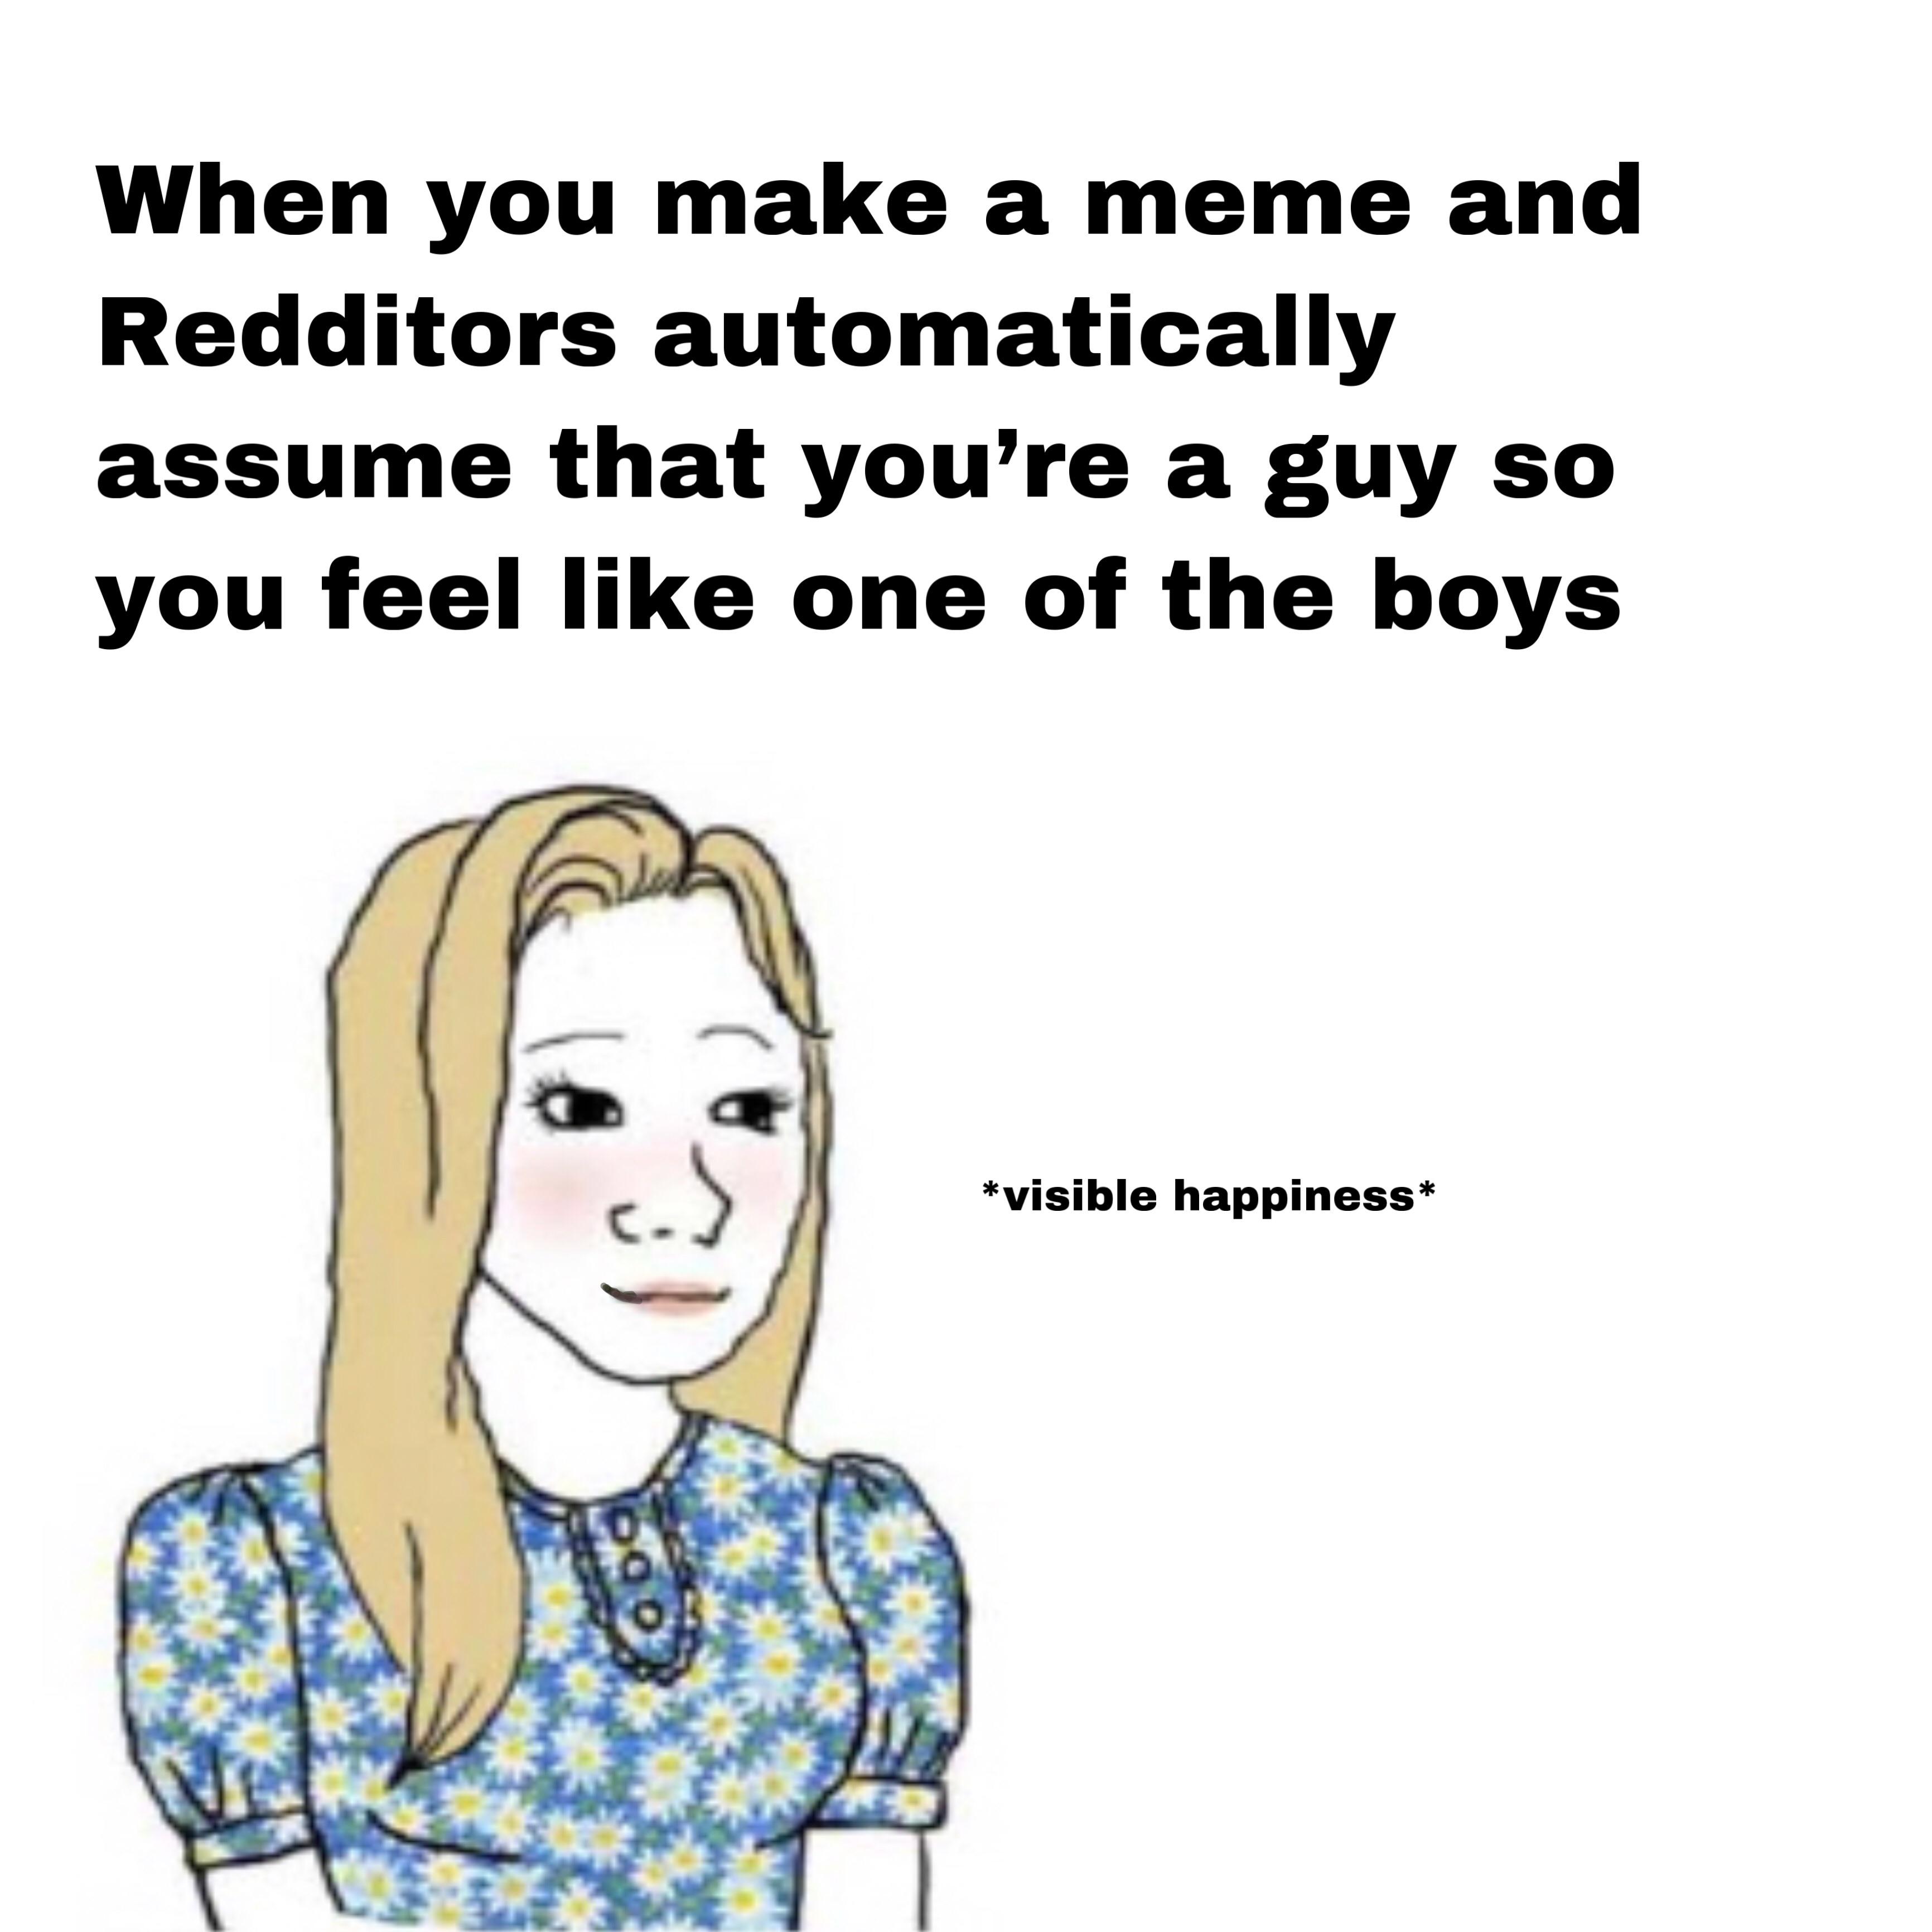 When you make a meme and
Redditors automatically
assume that you’re a guy so
you feel like one of the boys
*visible happiness*